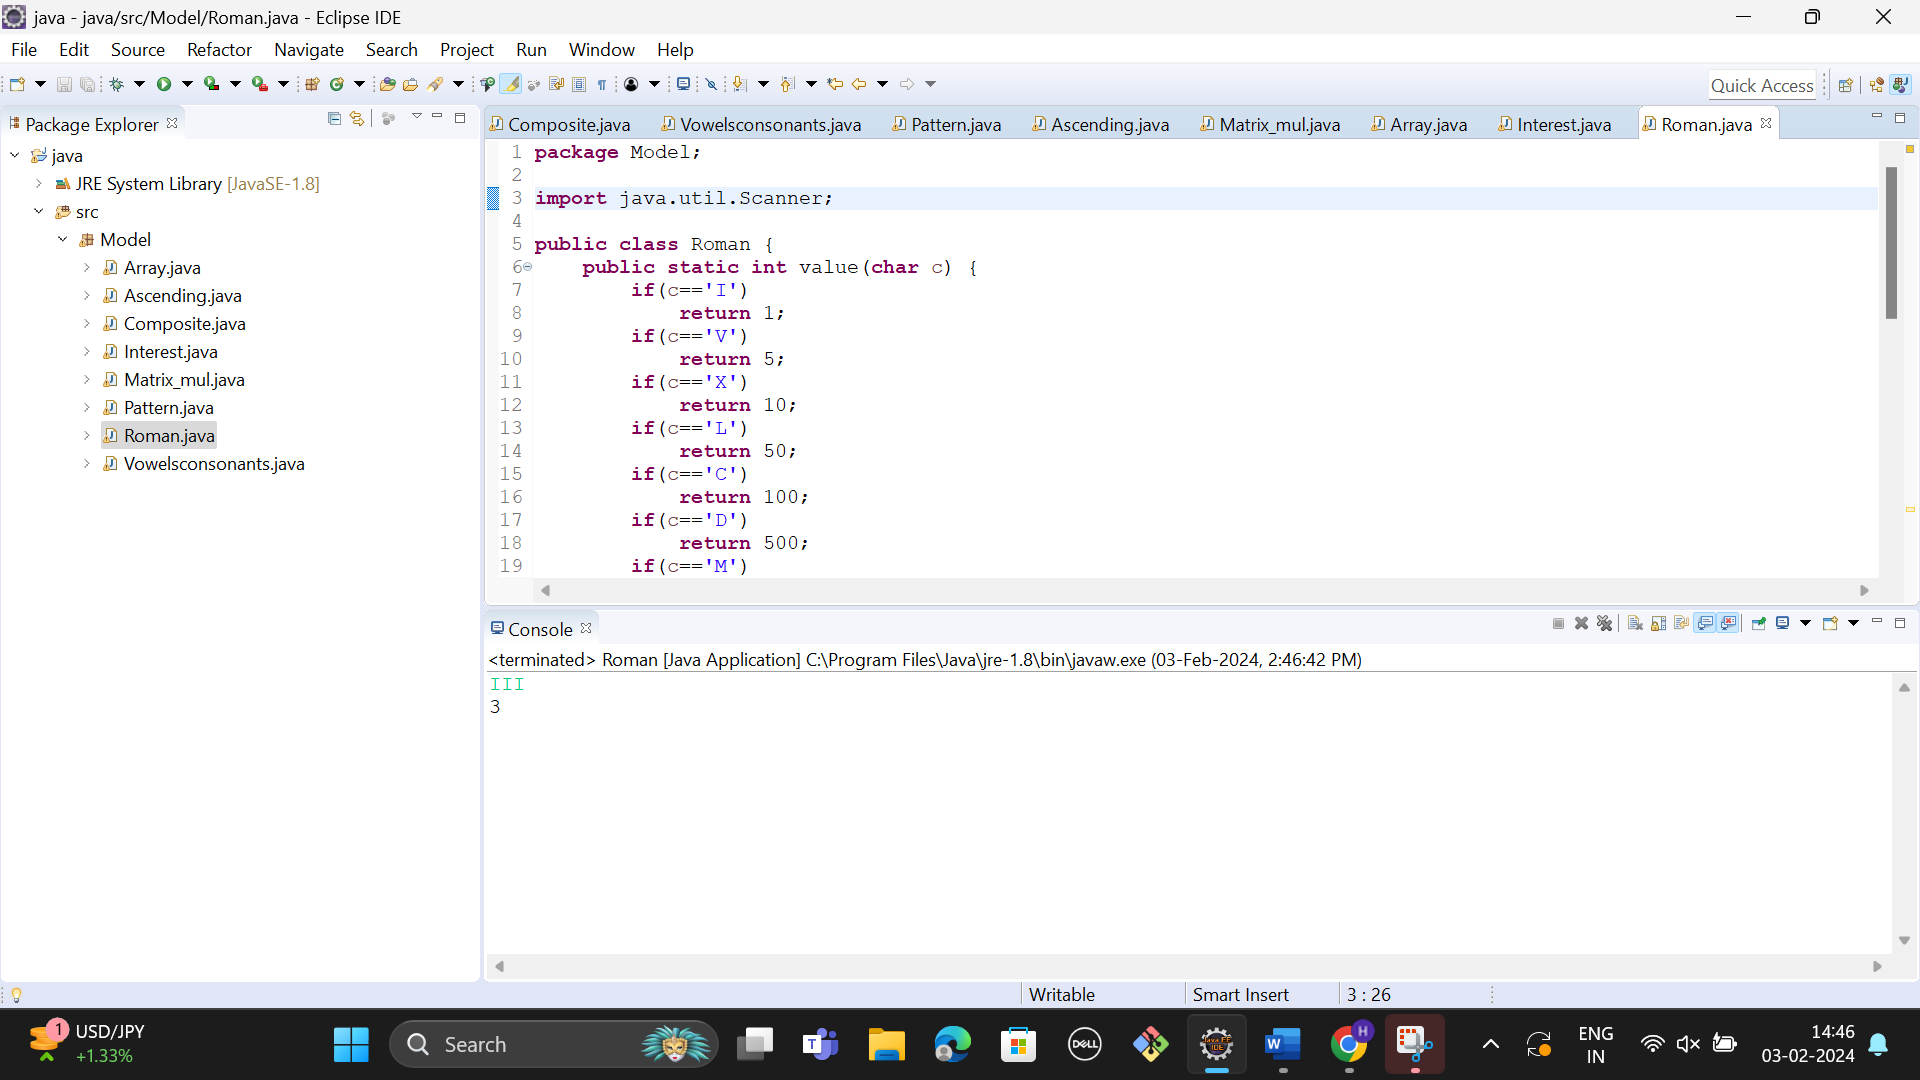 java - java/src/Model/Roman.java - Eclipse IDE
File Edit Source Refactor Navigate Search Project Run Window Help
Quick Access
Package Explorer
java
JRE System Library [JavaSE-1.8]
src
Model
Array.java
Ascending.java
Composite.java
Interest.java
Matrix_mul.java
Pattern.java
Roman.java
Vowelsconsonants.java
Composite.java Vowelsconsonants.java Pattern.java Ascending.java Matrix_mul.java Array.java Interest.java Roman.java
1 package Model;
2
3 import java.util.Scanner;
4
5 public class Roman {
6 public static int value(char c) {
7 if(c=='I')
8 return 1;
9 if(c=='V')
10 return 5;
11 if(c=='X')
12 return 10;
13 if(c=='L')
14 return 50;
15 if(c=='C')
16 return 100;
17 if(c=='D')
18 return 500;
19 if(c=='M')
Console
<terminated> Roman [Java Application] C:\Program Files\Java\jre-1.8\bin\javaw.exe (03-Feb-2024, 2:46:42 PM)
III
3
Writable Smart Insert 3 : 26
1 USD/JPY
+1.33%
Search
T
DELL
Java EE
IDE
W
H
ENG
IN
14:46
03-02-2024